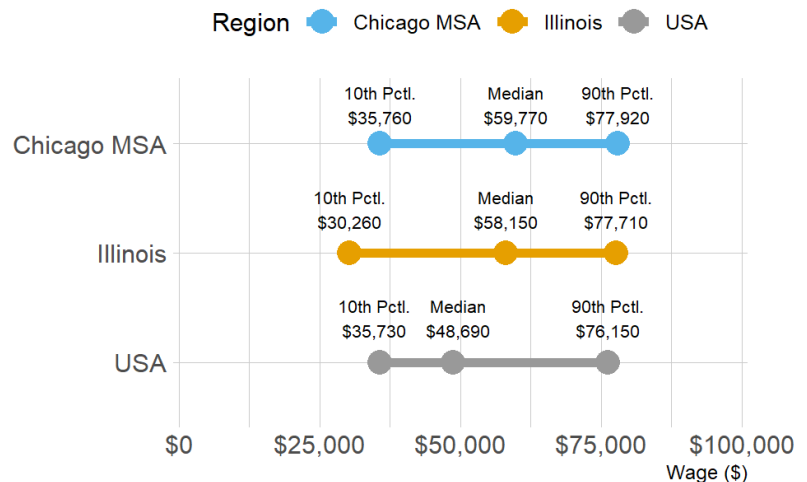 Region Chicago MSA Illinois USA
10th Pctl. Median 90th Pctl.
$35,760 $59,770 $77,920
Chicago MSA
10th Pctl. Median 90th Pctl.
$30,260 $58,150 $77,710
Illinois
10th Pctl. Median 90th Pctl.
$35,730 $48,690 $76,150
USA
$0 $25,000 $50,000 $75,000 $100,000
Wage ($)